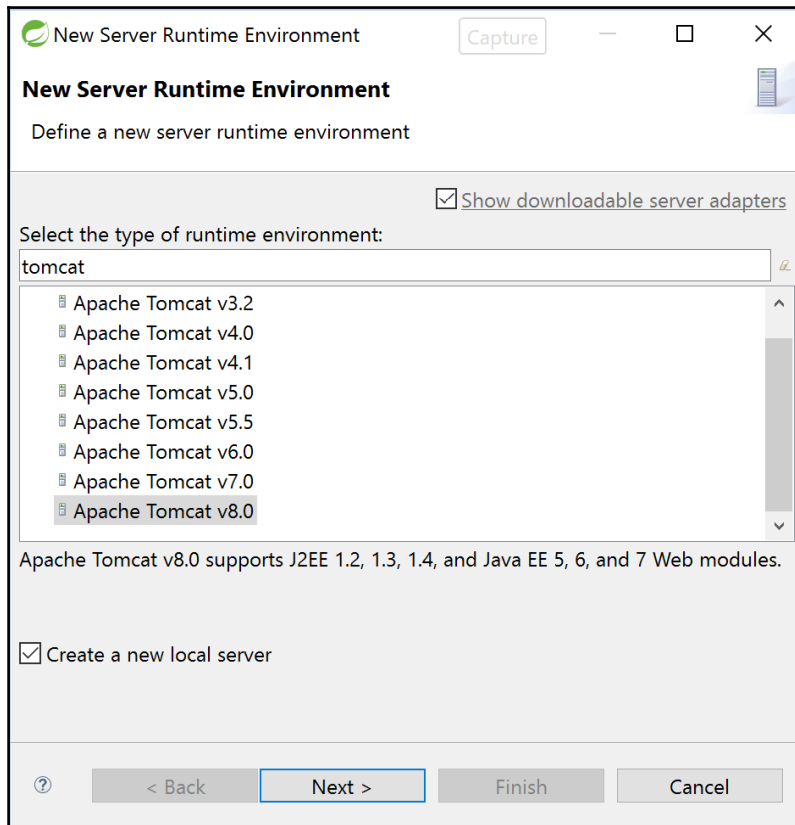 New Server Runtime Environment
Capture
New Server Runtime Environment
Define a new server runtime environment
Show downloadable server adapters
Select the type of runtime environment:
tomcat
Apache Tomcat v3.2
Apache Tomcat v4.0
Apache Tomcat v4.1
Apache Tomcat v5.0
Apache Tomcat v5.5
Apache Tomcat v6.0
Apache Tomcat v7.0
Apache Tomcat v8.0
Apache Tomcat v8.0 supports J2EE 1.2, 1.3, 1.4, and Java EE 5, 6, and 7 Web modules.
Create a new local server
? < Back Next > Finish Cancel